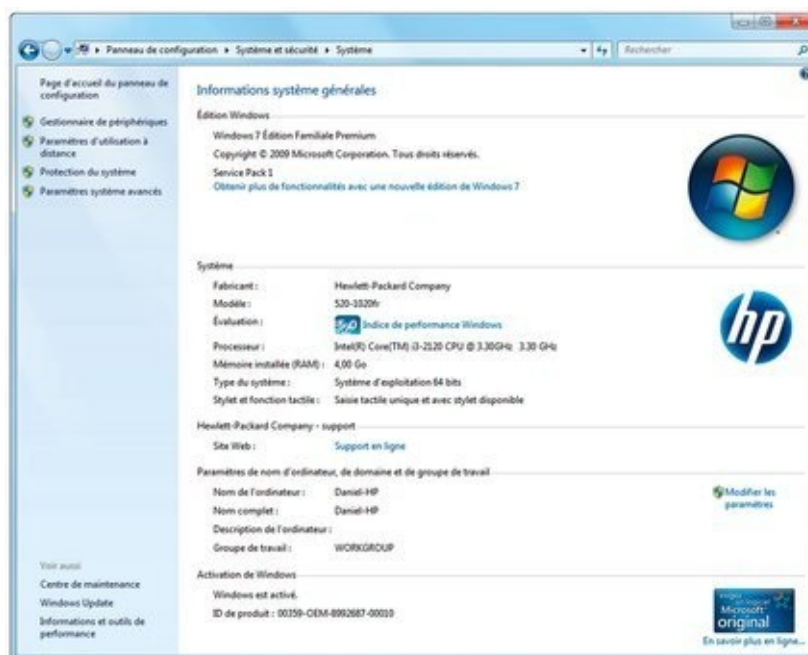 Panneau de configuration ▸ Système et sécurité ▸ Système
Rechercher
Page d'accueil du panneau de
configuration
Gestionnaire de périphériques
Paramètres d'utilisation à
distance
Protection du système
Paramètres système avancés
Informations système générales
Édition Windows
Windows 7 Édition Familiale Premium
Copyright © 2009 Microsoft Corporation. Tous droits réservés.
Service Pack 1
Obtenir plus de fonctionnalités avec une nouvelle édition de Windows 7
Système
Fabricant : Hewlett-Packard Company
Modèle : 520-1020fr
Évaluation : 5,0 Indice de performance Windows
Processeur : Intel(R) Core(TM) i3-2120 CPU @ 3.30GHz 3.30 GHz
Mémoire installée (RAM) : 4,00 Go
Type du système : Système d'exploitation 64 bits
Stylet et fonction tactile : Saisie tactile unique et avec stylet disponible
hp
Hewlett-Packard Company - support
Site Web : Support en ligne
Paramètres de nom d'ordinateur, de domaine et de groupe de travail
Nom de l'ordinateur : Daniel-HP
Nom complet : Daniel-HP
Description de l'ordinateur :
Groupe de travail : WORKGROUP
Modifier les
paramètres
Activation de Windows
Windows est activé.
ID de produit : 00359-OEM-8992687-00010
Microsoft
original
En savoir plus en ligne...
Voir aussi
Centre de maintenance
Windows Update
Informations et outils de
performance